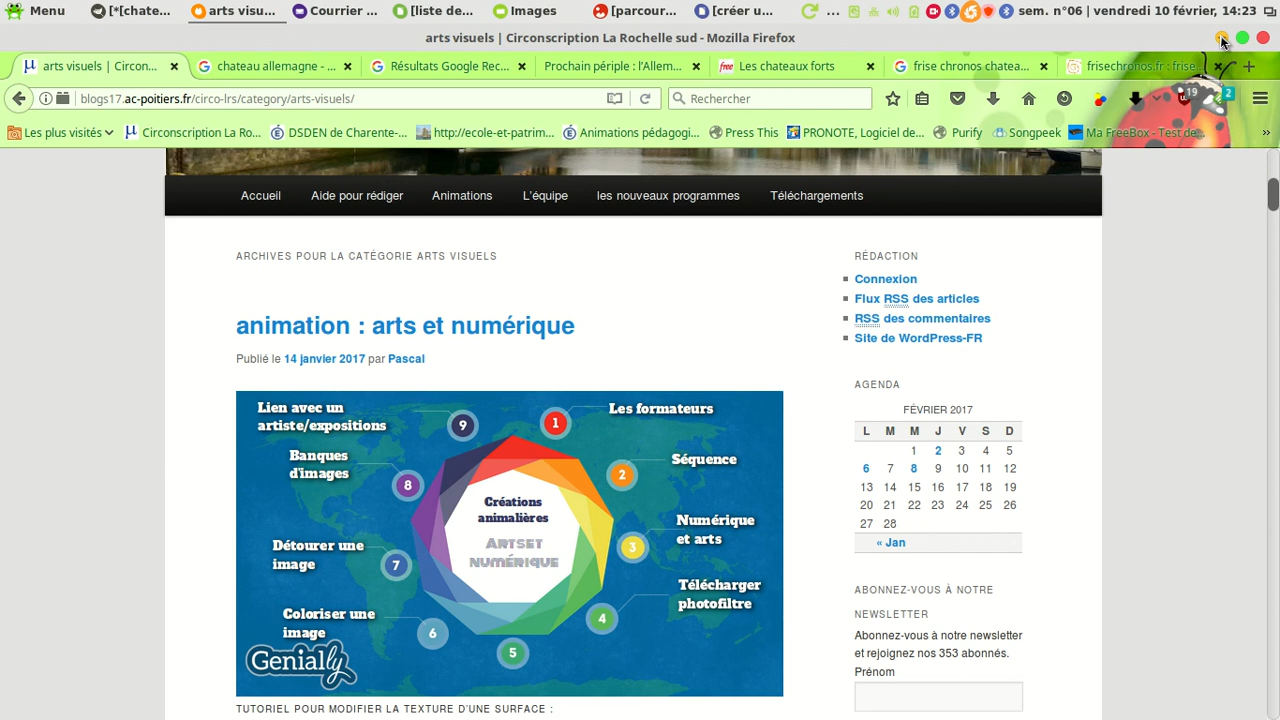 Menu [*[chate... arts visu... Courrier ... [liste de... Images [parcour... [créer u... ... sem. n°06 | vendredi 10 février, 14:23
arts visuels | Circonscription La Rochelle sud - Mozilla Firefox
arts visuels | Circon... chateau allemagne - ... Résultats Google Rec... Prochain périple : l'Allem... Les chateaux forts frise chronos chatea... frisechronos.fr : frise...
blogs17.ac-poitiers.fr/circo-lrs/category/arts-visuels/ Rechercher 19 2
Les plus visités Circonscription La Ro... DSDEN de Charente-... http://ecole-et-patrim... Animations pédagogi... Press This PRONOTE, Logiciel de... Purify Songpeek Ma FreeBox - Test de... »
Accueil Aide pour rédiger Animations L'équipe les nouveaux programmes Téléchargements
ARCHIVES POUR LA CATÉGORIE ARTS VISUELS
animation : arts et numérique
Publié le 14 janvier 2017 par Pascal
Lien avec un
artiste/expositions
9
1
Les formateurs
Banques
d'images
8
2
Séquence
Créations
animalières
ARTS ET
NUMÉRIQUE
3
Numérique
et arts
Détourer une
image
7
4
Télécharger
photofiltre
Coloriser une
image
6
5
Genially
TUTORIEL POUR MODIFIER LA TEXTURE D'UNE SURFACE :
RÉDACTION
Connexion
Flux RSS des articles
RSS des commentaires
Site de WordPress-FR
AGENDA
FÉVRIER 2017
L M M J V S D
1 2 3 4 5
6 7 8 9 10 11 12
13 14 15 16 17 18 19
20 21 22 23 24 25 26
27 28
« Jan
ABONNEZ-VOUS À NOTRE
NEWSLETTER
Abonnez-vous à notre newsletter
et rejoignez nos 353 abonnés.
Prénom